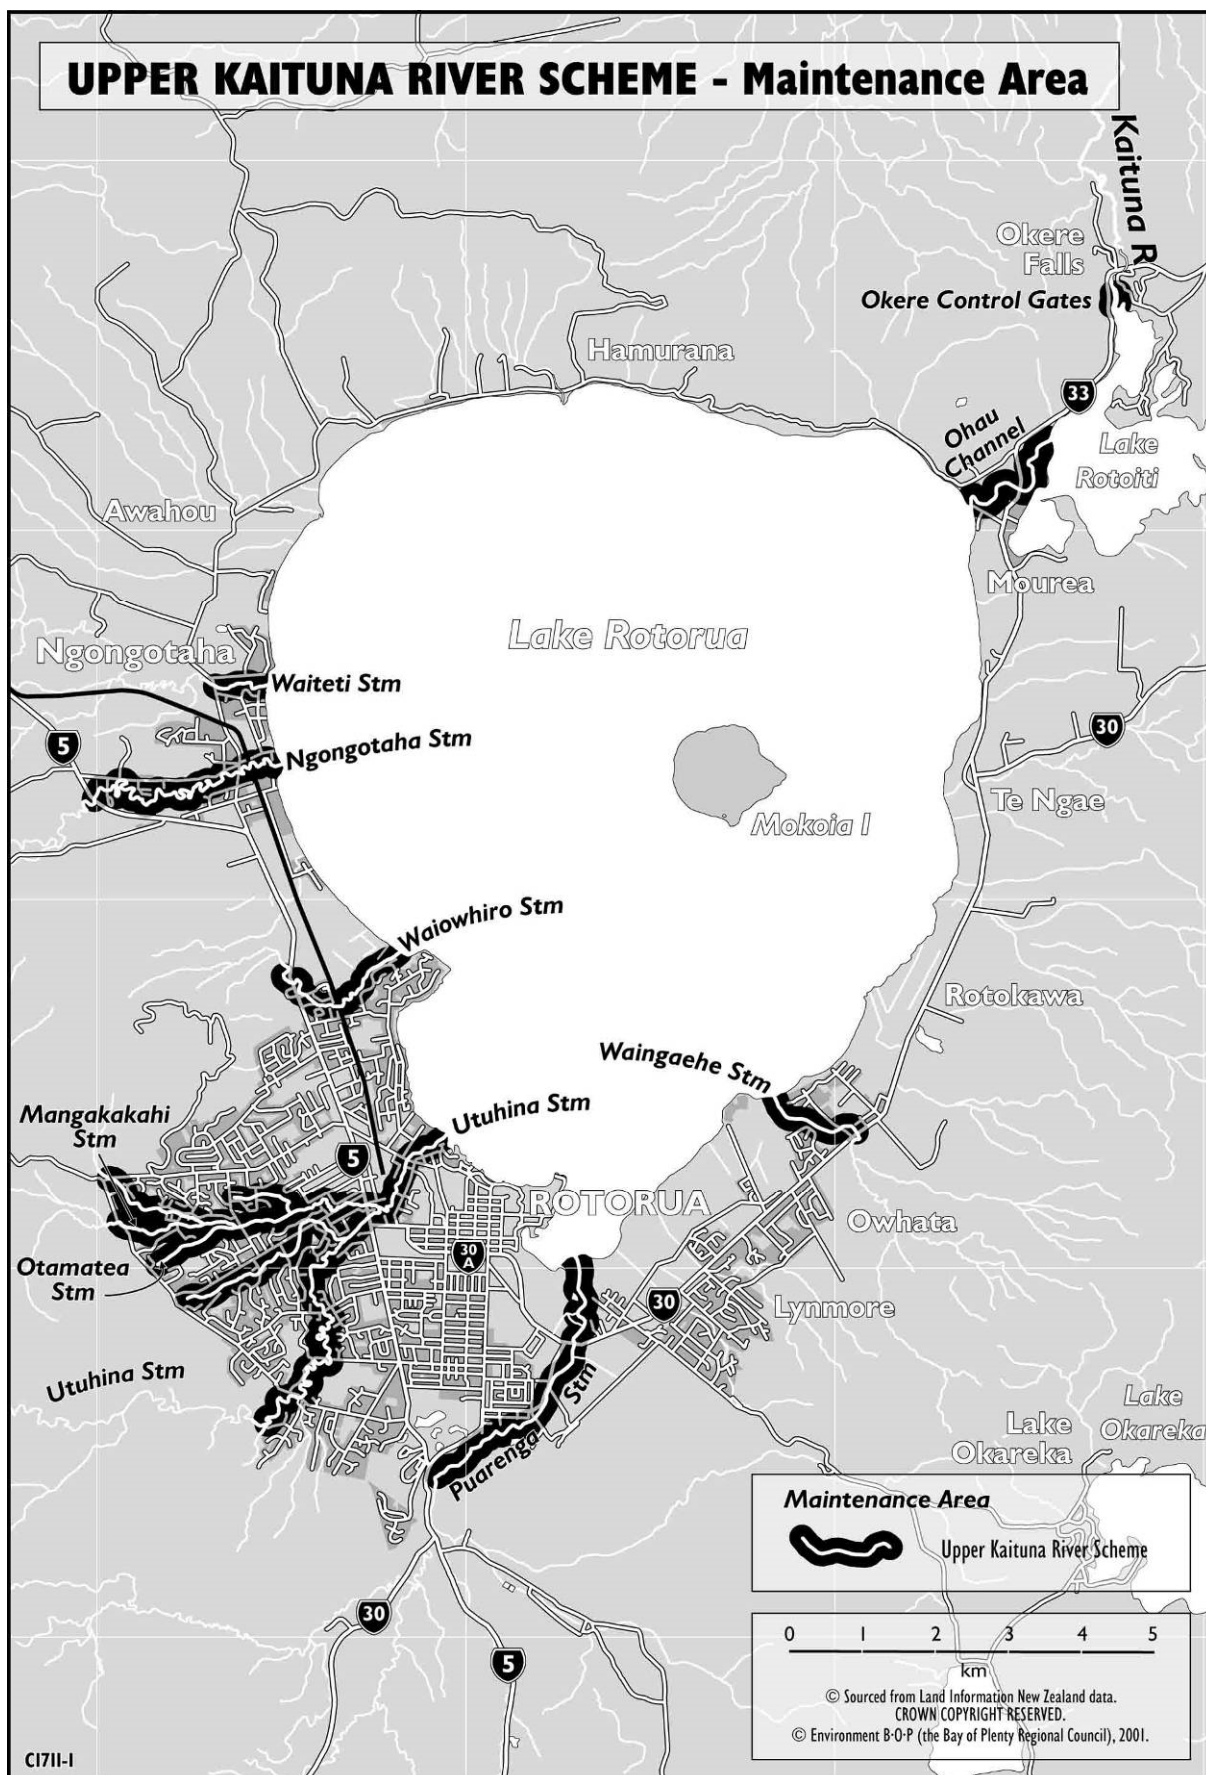 UPPER KAITUNA RIVER SCHEME - Maintenance Area
Kaituna R
Okere
Falls
Okere Control Gates
Hamurana
33
Ohau
Channel
Lake
Rotoiti
Awahou
Mourea
Ngongotaha
Lake Rotorua
Waiteti Stm
5
Ngongotaha Stm
30
Te Ngae
Mokoia I
Waiowhiro Stm
Rotokawa
Waingaehe Stm
Mangakakahi
Stm
Utuhina Stm
5
ROTORUA
Owhata
30
A
Otamatea
Stm
30
Lynmore
Utuhina Stm
Puarenga Stm
Lake
Okareka
Lake
Okareka
Maintenance Area
Upper Kaituna River Scheme
30
5
0 1 2 3 4 5
km
© Sourced from Land Information New Zealand data.
CROWN COPYRIGHT RESERVED.
© Environment B·O·P (the Bay of Plenty Regional Council), 2001.
C1711-1